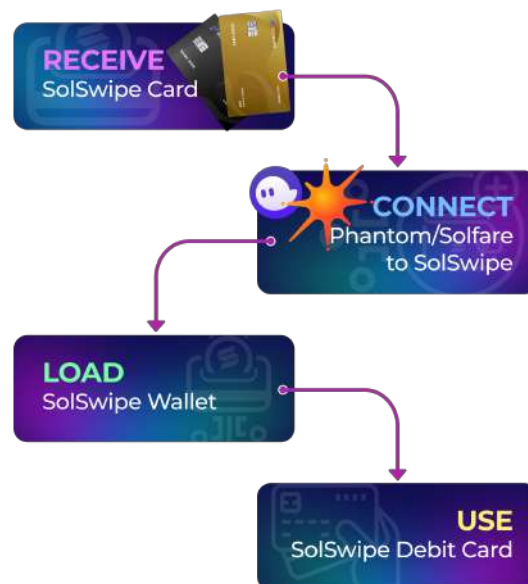 RECEIVE
SolSwipe Card
CONNECT
Phantom/Solfare
to SolSwipe
LOAD
SolSwipe Wallet
USE
SolSwipe Debit Card